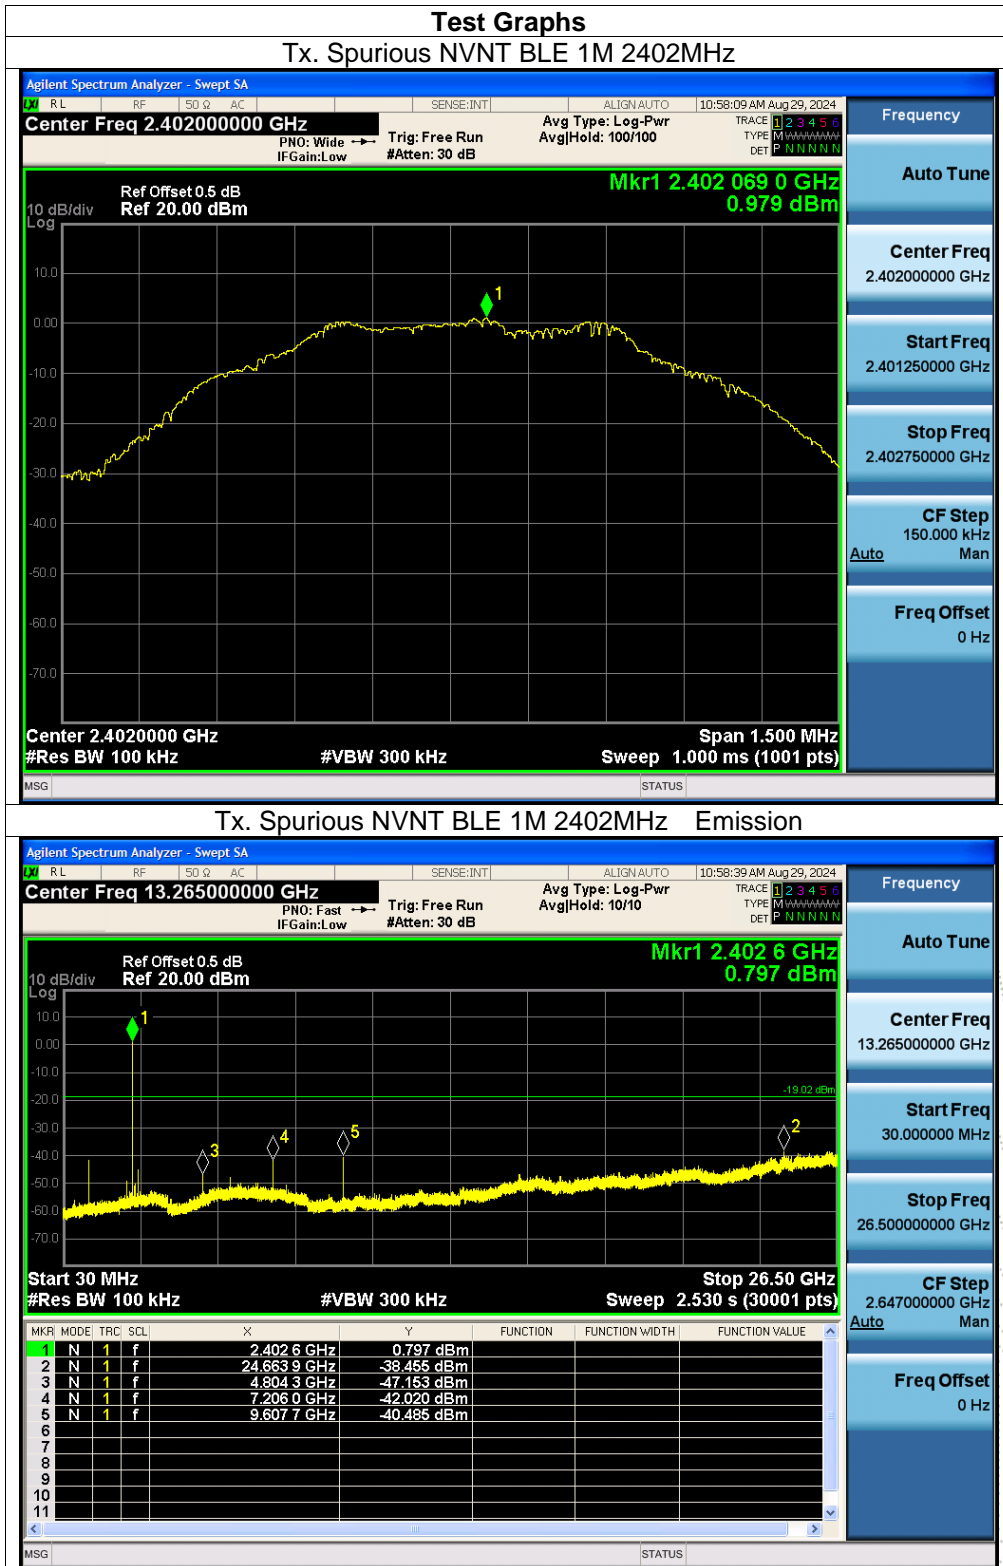 Test Graphs
Tx. Spurious NVNT BLE 1M 2402MHz
Agilent Spectrum Analyzer - Swept SA
LXI RL RF 50 Ω AC SENSE:INT ALIGN AUTO 10:58:09 AM Aug 29, 2024
Center Freq 2.402000000 GHz
PNO: Wide
IFGain:Low
Trig: Free Run
#Atten: 30 dB
Avg Type: Log-Pwr
Avg|Hold: 100/100
TRACE 1 2 3 4 5 6
TYPE M
DET P N N N N N
Ref Offset 0.5 dB
10 dB/div Ref 20.00 dBm
Log
Mkr1 2.402 069 0 GHz
0.979 dBm
1
10.0
0.00
-10.0
-20.0
-30.0
-40.0
-50.0
-60.0
-70.0
Center 2.4020000 GHz Span 1.500 MHz
#Res BW 100 kHz #VBW 300 kHz Sweep 1.000 ms (1001 pts)
MSG STATUS
Frequency
Auto Tune
Center Freq
2.402000000 GHz
Start Freq
2.401250000 GHz
Stop Freq
2.402750000 GHz
CF Step
150.000 kHz
Auto Man
Freq Offset
0 Hz
Tx. Spurious NVNT BLE 1M 2402MHz Emission
Agilent Spectrum Analyzer - Swept SA
LXI RL RF 50 Ω AC SENSE:INT ALIGN AUTO 10:58:39 AM Aug 29, 2024
Center Freq 13.265000000 GHz
PNO: Fast
IFGain:Low
Trig: Free Run
#Atten: 30 dB
Avg Type: Log-Pwr
Avg|Hold: 10/10
TRACE 1 2 3 4 5 6
TYPE M
DET P N N N N N
Ref Offset 0.5 dB
10 dB/div Ref 20.00 dBm
Log
Mkr1 2.402 6 GHz
0.797 dBm
10.0
0.00
-10.0
-20.0
-30.0
-40.0
-50.0
-60.0
-70.0
1
-19.02 dBm
2
3
4
5
Start 30 MHz Stop 26.50 GHz
#Res BW 100 kHz #VBW 300 kHz Sweep 2.530 s (30001 pts)
MKR MODE TRC SCL X Y FUNCTION FUNCTION WIDTH FUNCTION VALUE
1 N 1 f 2.402 6 GHz 0.797 dBm
2 N 1 f 24.663 9 GHz -38.455 dBm
3 N 1 f 4.804 3 GHz -47.153 dBm
4 N 1 f 7.206 0 GHz -42.020 dBm
5 N 1 f 9.607 7 GHz -40.485 dBm
6
7
8
9
10
11
MSG STATUS
Frequency
Auto Tune
Center Freq
13.265000000 GHz
Start Freq
30.000000 MHz
Stop Freq
26.500000000 GHz
CF Step
2.647000000 GHz
Auto Man
Freq Offset
0 Hz